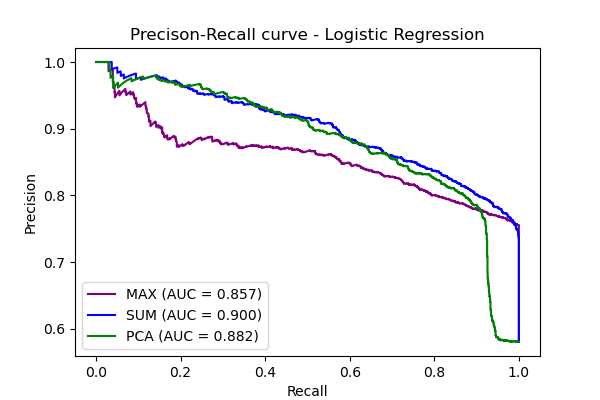 Precison-Recall curve - Logistic Regression
1.0
0.9
0.8
0.7
0.6
Precision
MAX (AUC = 0.857)
SUM (AUC = 0.900)
PCA (AUC = 0.882)
0.0 0.2 0.4 0.6 0.8 1.0
Recall